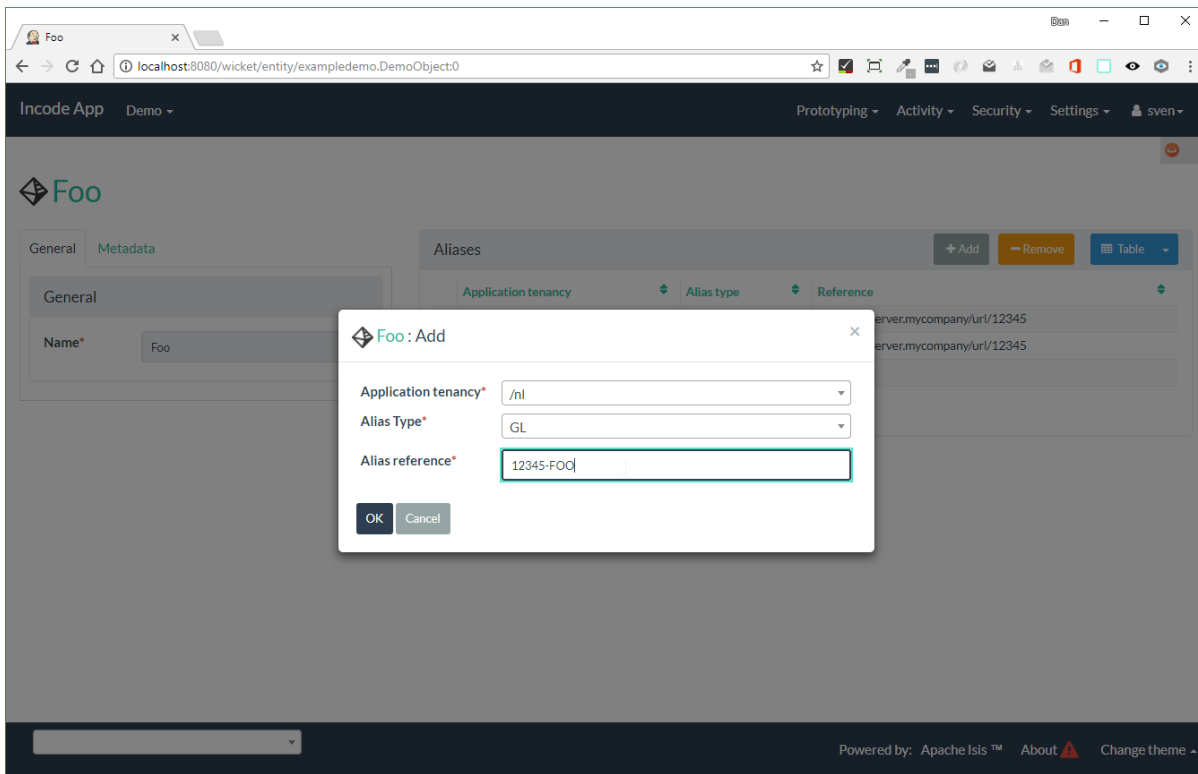 Foo
Dan
localhost:8080/wicket/entity/exampledemo.DemoObject:0
Incode App Demo Prototyping Activity Security Settings sven
Foo
General Metadata
Aliases Add Remove Table
General
Application tenancy Alias type Reference
Name* Foo
erver.mycompany/url/12345
erver.mycompany/url/12345
Foo : Add ×
Application tenancy* /nl
Alias Type* GL
Alias reference* 12345-FOO
OK Cancel
Powered by: Apache Isis ™ About Change theme